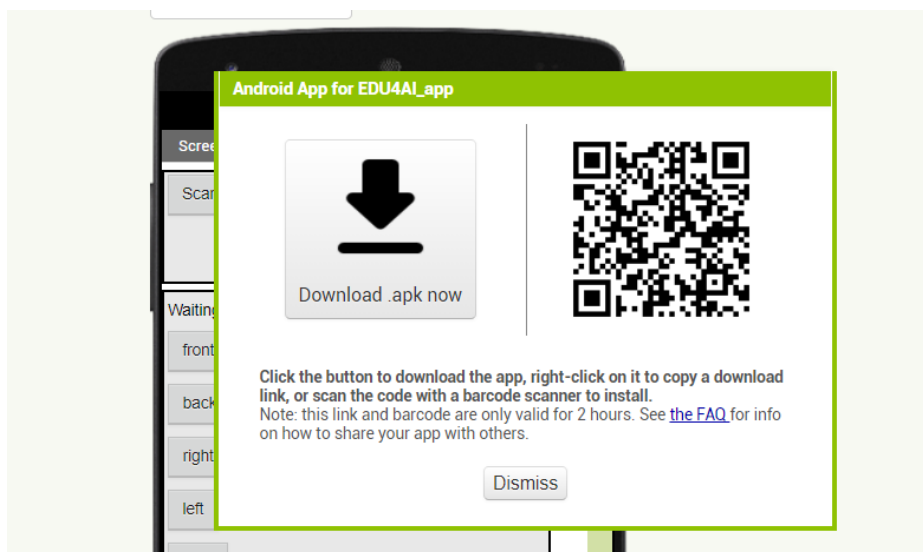 Android App for EDU4AI_app
Download .apk now
Click the button to download the app, right-click on it to copy a download
link, or scan the code with a barcode scanner to install.
Note: this link and barcode are only valid for 2 hours. See the FAQ for info
on how to share your app with others.
Dismiss
Scree
Scan
Waiting
front
back
right
left